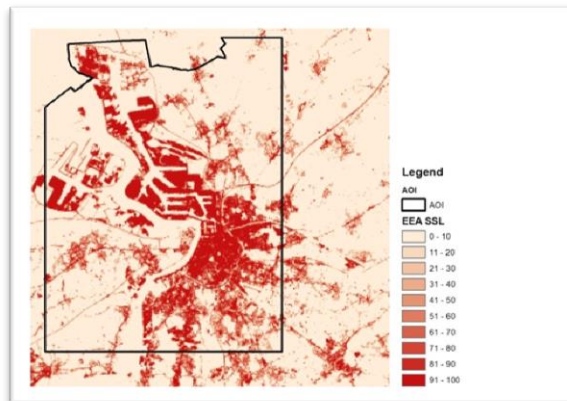 Legend
AOI
AOI
EEA SSL
0 - 10
11 - 20
21 - 30
31 - 40
41 - 50
51 - 60
61 - 70
71 - 80
81 - 90
91 - 100